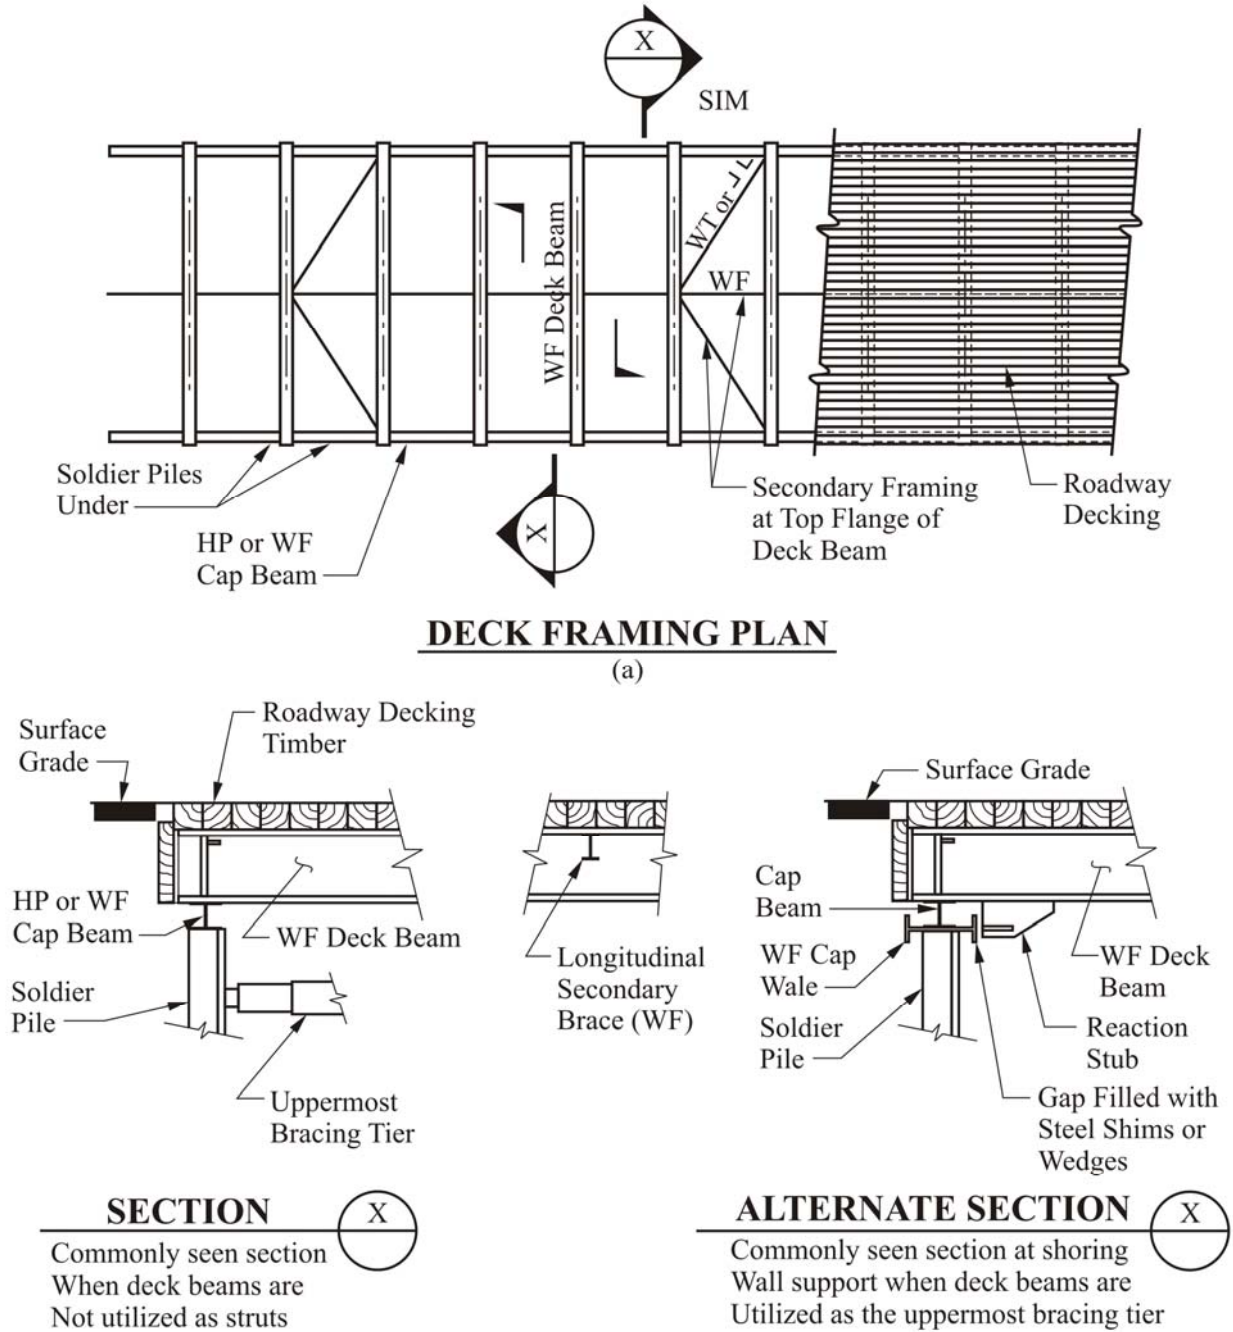 X
SIM
WT or ┘└
WF
WF Deck Beam
Soldier Piles
Under
HP or WF
Cap Beam
X
Secondary Framing
at Top Flange of
Deck Beam
Roadway
Decking
DECK FRAMING PLAN
(a)
Surface
Grade
Roadway Decking
Timber
HP or WF
Cap Beam
WF Deck Beam
Soldier
Pile
Uppermost
Bracing Tier
Longitudinal
Secondary
Brace (WF)
Surface Grade
Cap
Beam
WF Cap
Wale
Soldier
Pile
WF Deck
Beam
Reaction
Stub
Gap Filled with
Steel Shims or
Wedges
SECTION X
Commonly seen section
When deck beams are
Not utilized as struts
ALTERNATE SECTION X
Commonly seen section at shoring
Wall support when deck beams are
Utilized as the uppermost bracing tier